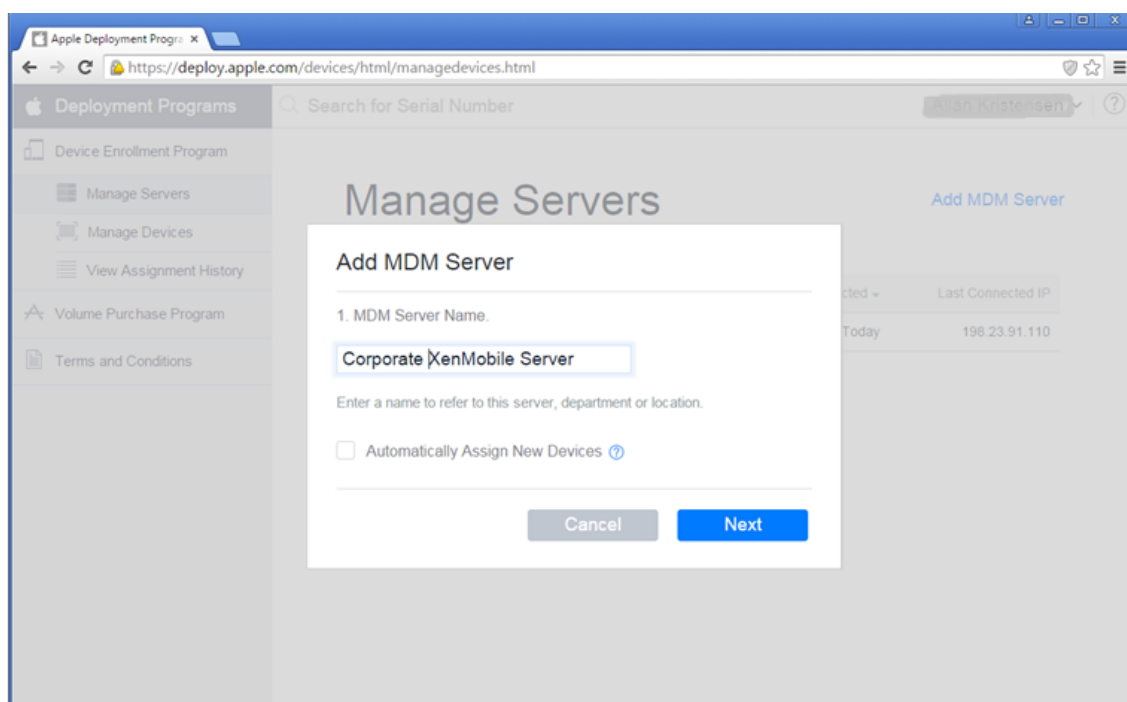 Apple Deployment Progra
https://deploy.apple.com/devices/html/managedevices.html
Deployment Programs
Search for Serial Number
Device Enrollment Program
Manage Servers
Manage Devices
View Assignment History
Volume Purchase Program
Terms and Conditions
Manage Servers
Add MDM Server
cted Last Connected IP
Today 198.23.91.110
Add MDM Server
1. MDM Server Name.
Corporate XenMobile Server
Enter a name to refer to this server, department or location.
Automatically Assign New Devices ?
Cancel Next